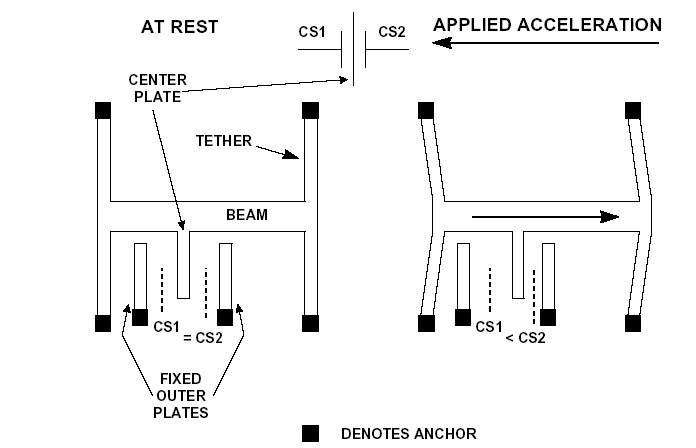 AT REST
CS1
CS2
APPLIED ACCELERATION
CENTER
PLATE
TETHER
BEAM
CS1
= CS2
CS1
< CS2
FIXED
OUTER
PLATES
DENOTES ANCHOR